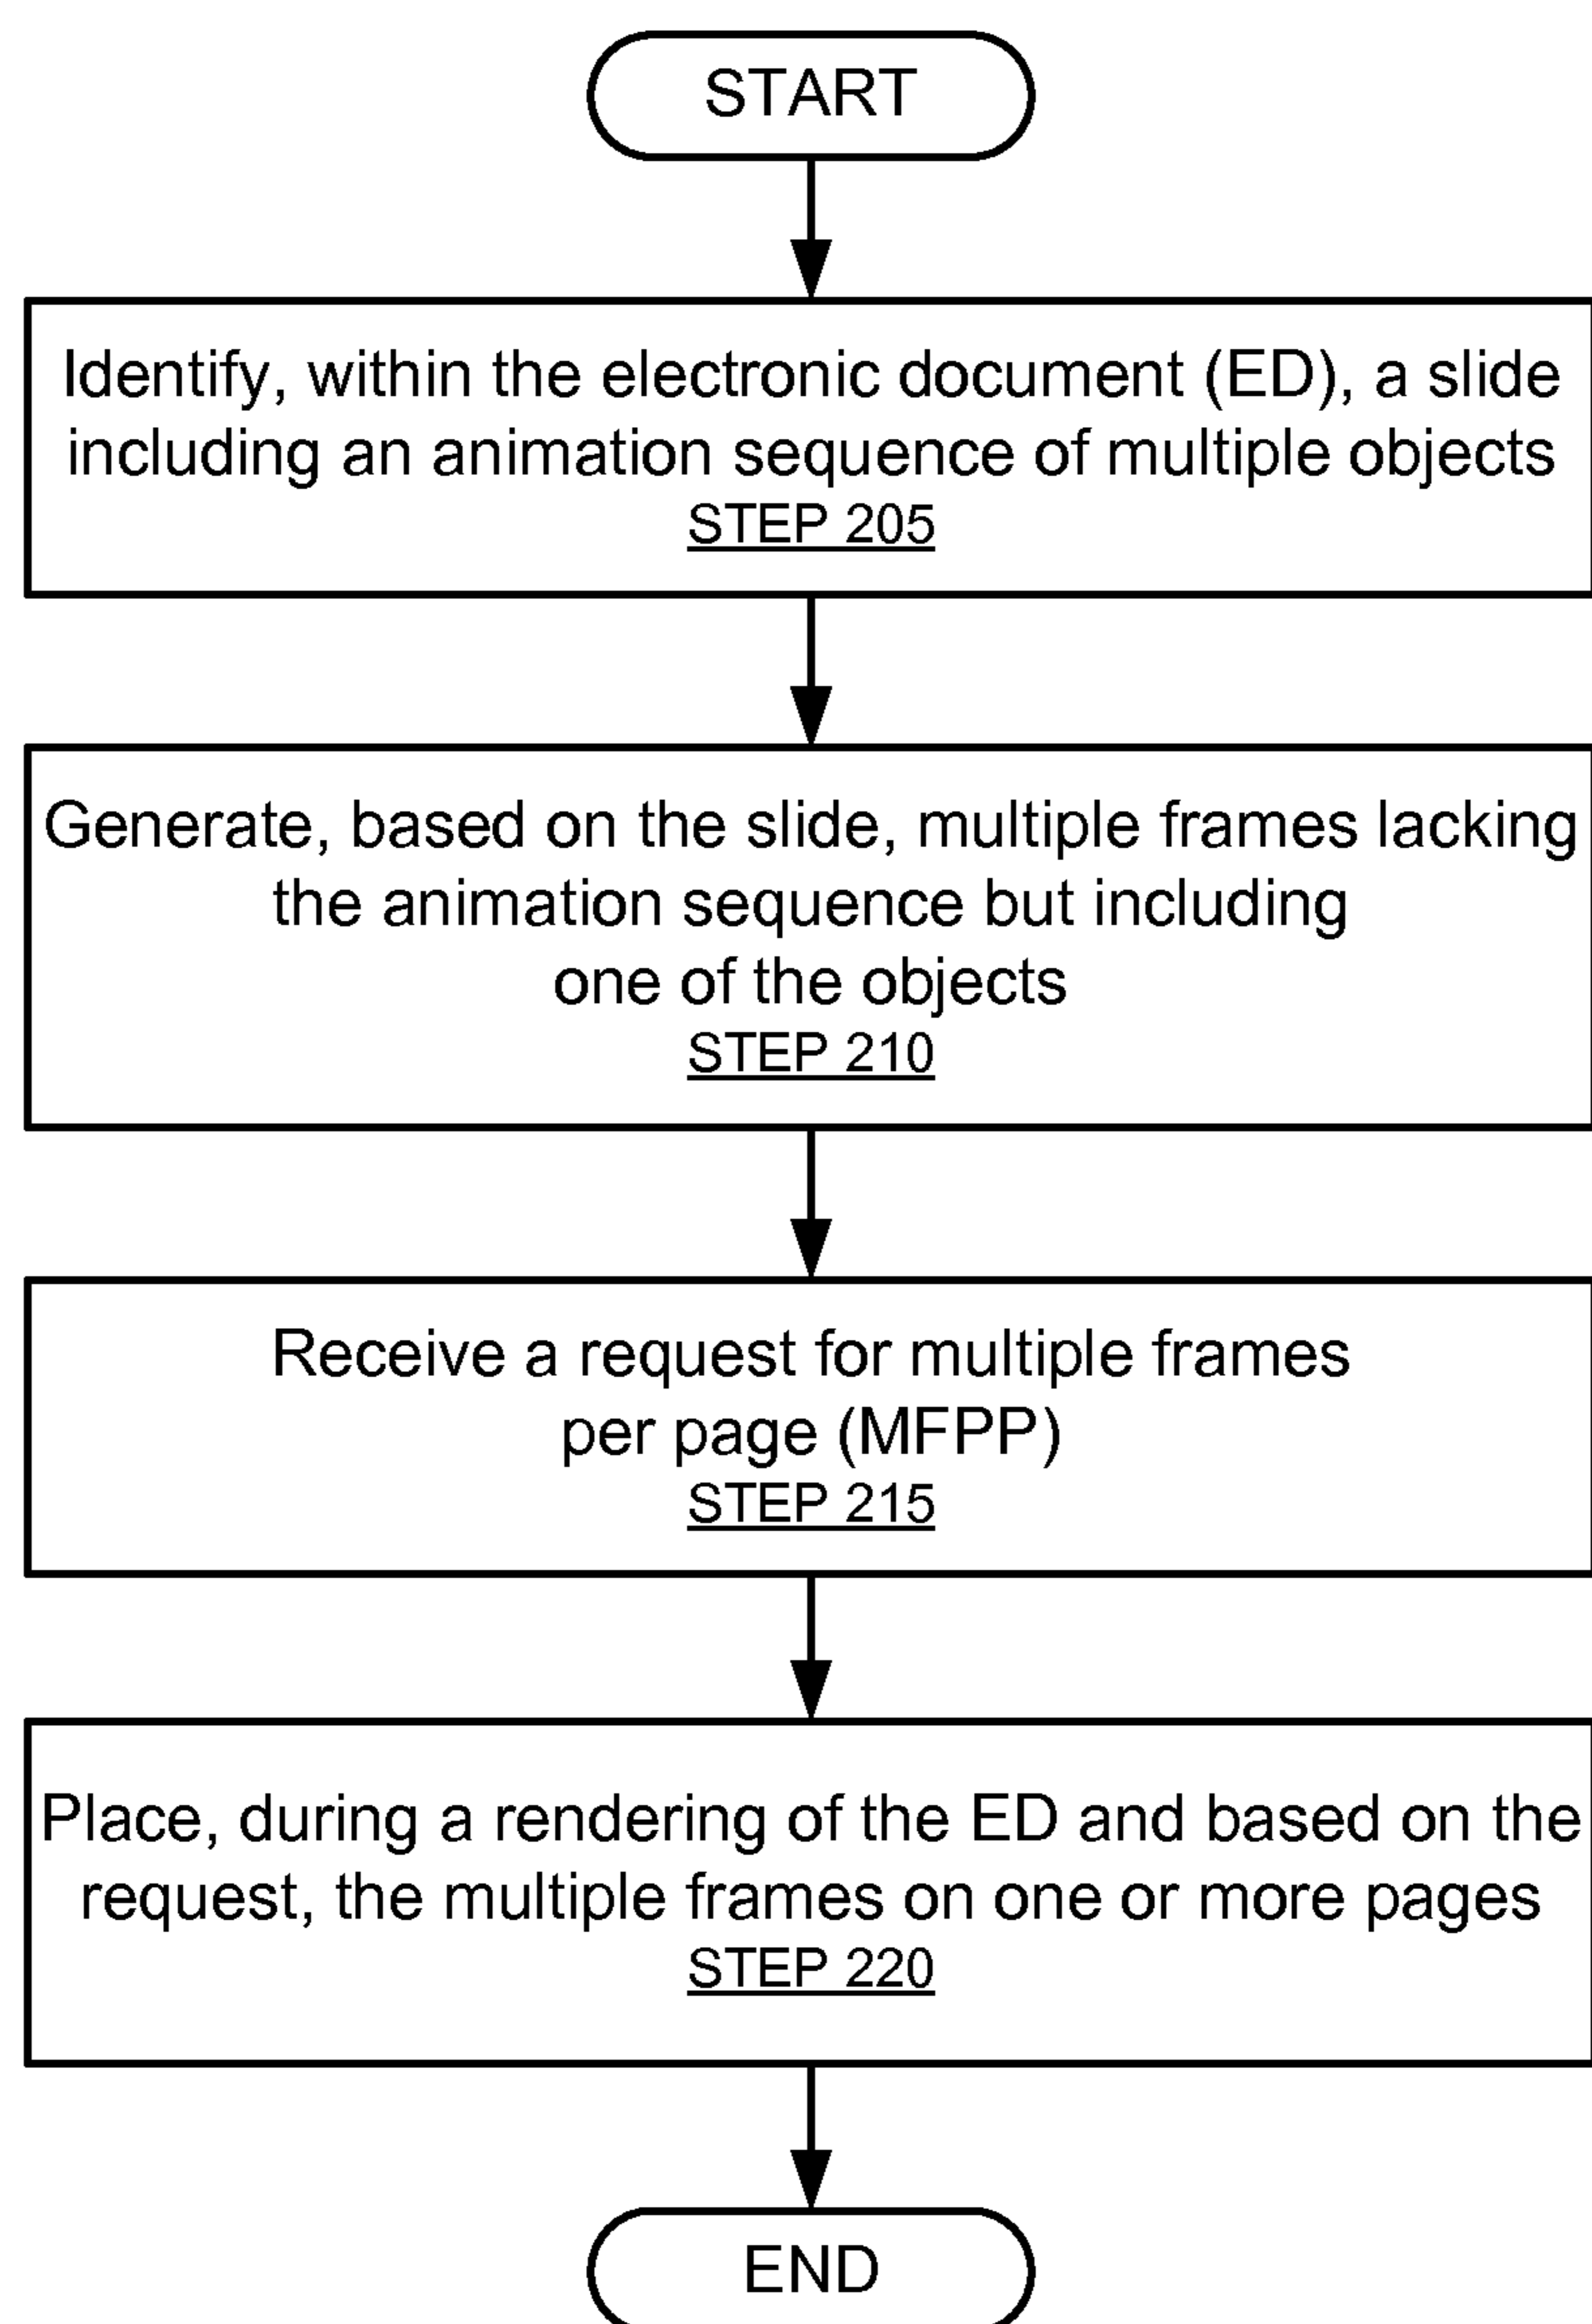 START
Identify, within the electronic document (ED), a slide
including an animation sequence of multiple objects
STEP 205
Generate, based on the slide, multiple frames lacking
the animation sequence but including
one of the objects
STEP 210
Receive a request for multiple frames
per page (MFPP)
STEP 215
Place, during a rendering of the ED and based on the
request, the multiple frames on one or more pages
STEP 220
END